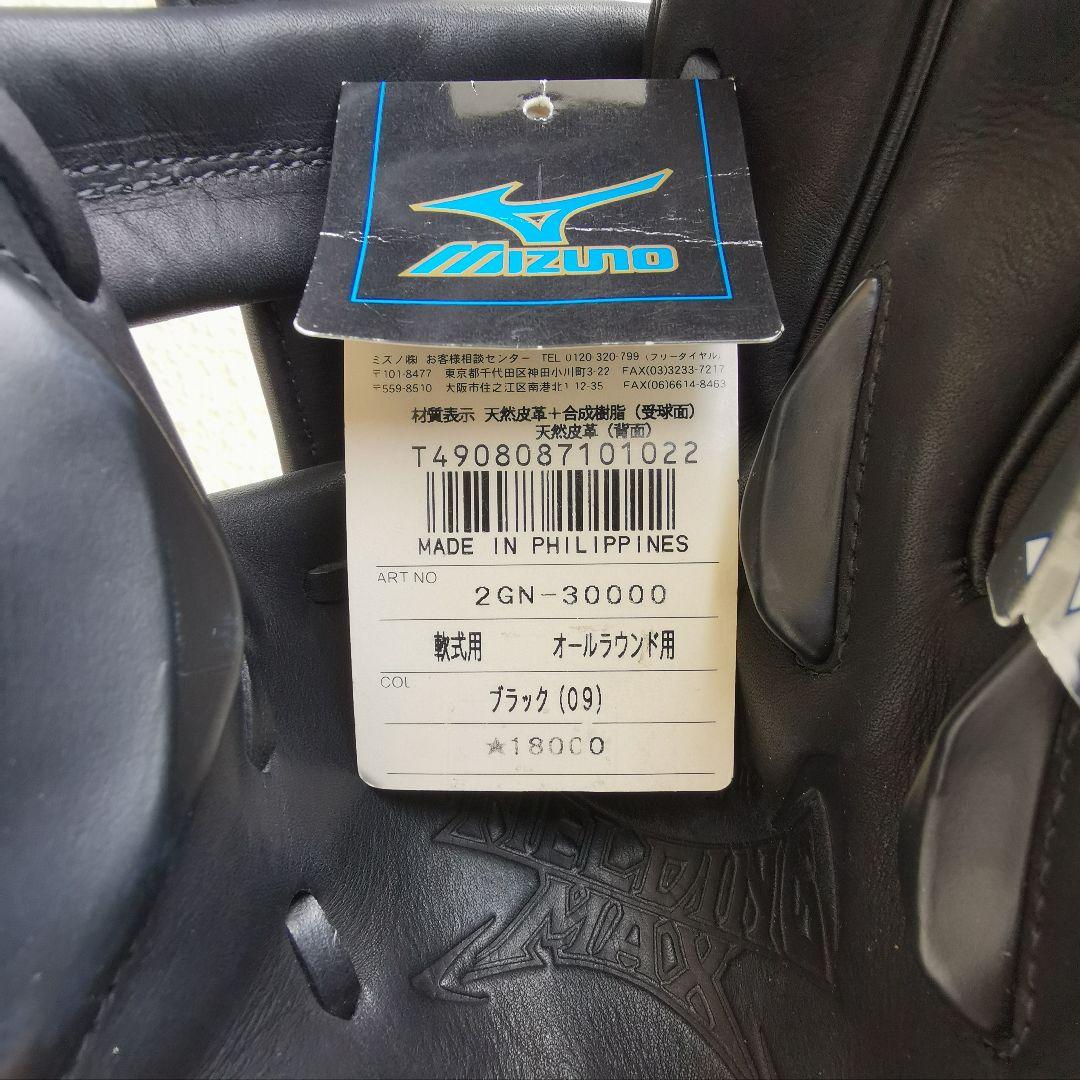 MIZUNO
ミズノ㈱ お客様相談センター TEL 0120-320-799 (フリーダイヤル)
〒101-8477 東京都千代田区神田小川町3-22 FAX(03)3233-7217
〒559-8510 大阪市住之江区南港北1 12-35 FAX(06)6614-8463
材質表示 天然皮革+合成樹脂 (受球面)
天然皮革 (背面)
T4908087101022
MADE IN PHILIPPINES
ART NO 2GN-30000
軟式用 オールラウンド用
COL ブラック(09)
★18000
WELDING
MAX